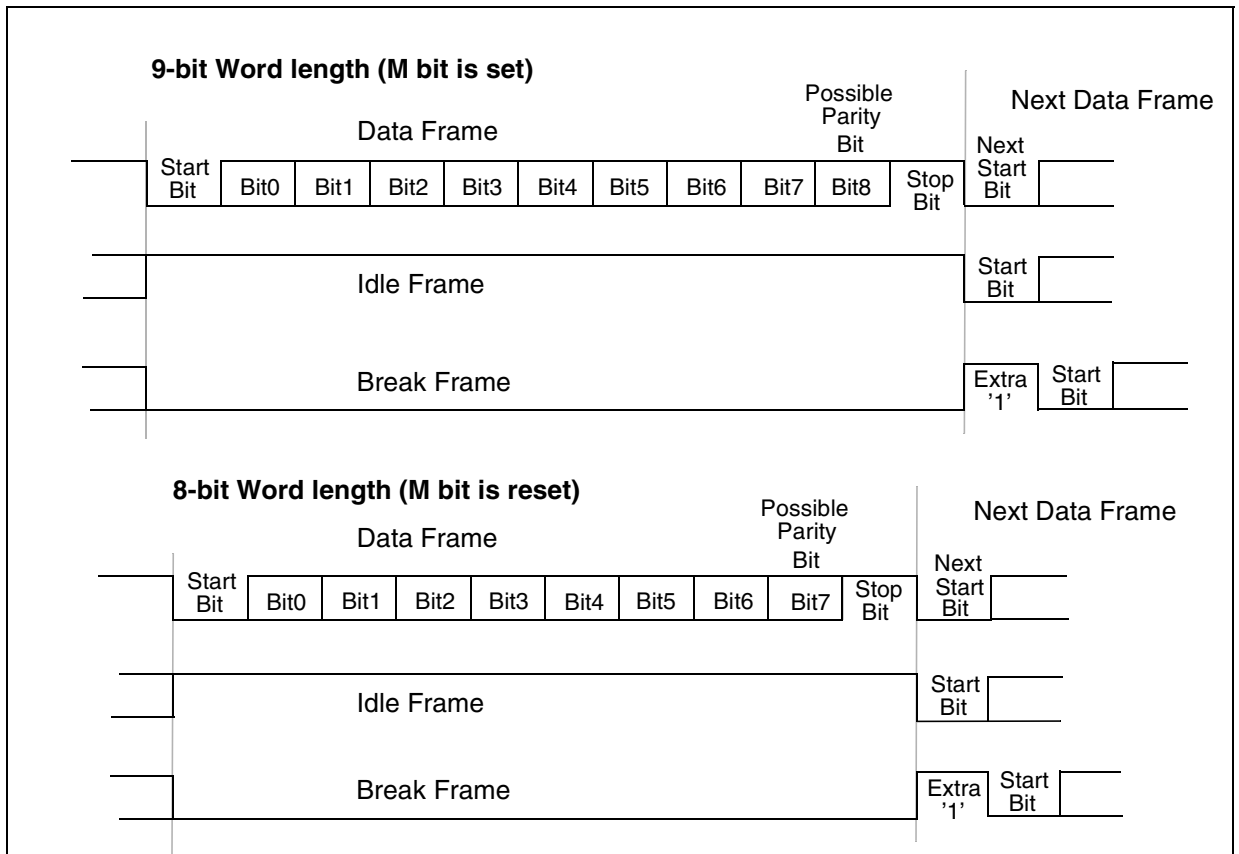 9-bit Word length (M bit is set)
Possible
Parity
Bit
Next Data Frame
Data Frame
Next
Start
Bit
Start
Bit
Bit0
Bit1
Bit2
Bit3
Bit4
Bit5
Bit6
Bit7
Bit8
Stop
Bit
Idle Frame
Start
Bit
Break Frame
Extra
'1'
Start
Bit
8-bit Word length (M bit is reset)
Possible
Parity
Bit
Next Data Frame
Data Frame
Next
Start
Bit
Start
Bit
Bit0
Bit1
Bit2
Bit3
Bit4
Bit5
Bit6
Bit7
Stop
Bit
Idle Frame
Start
Bit
Break Frame
Extra
'1'
Start
Bit